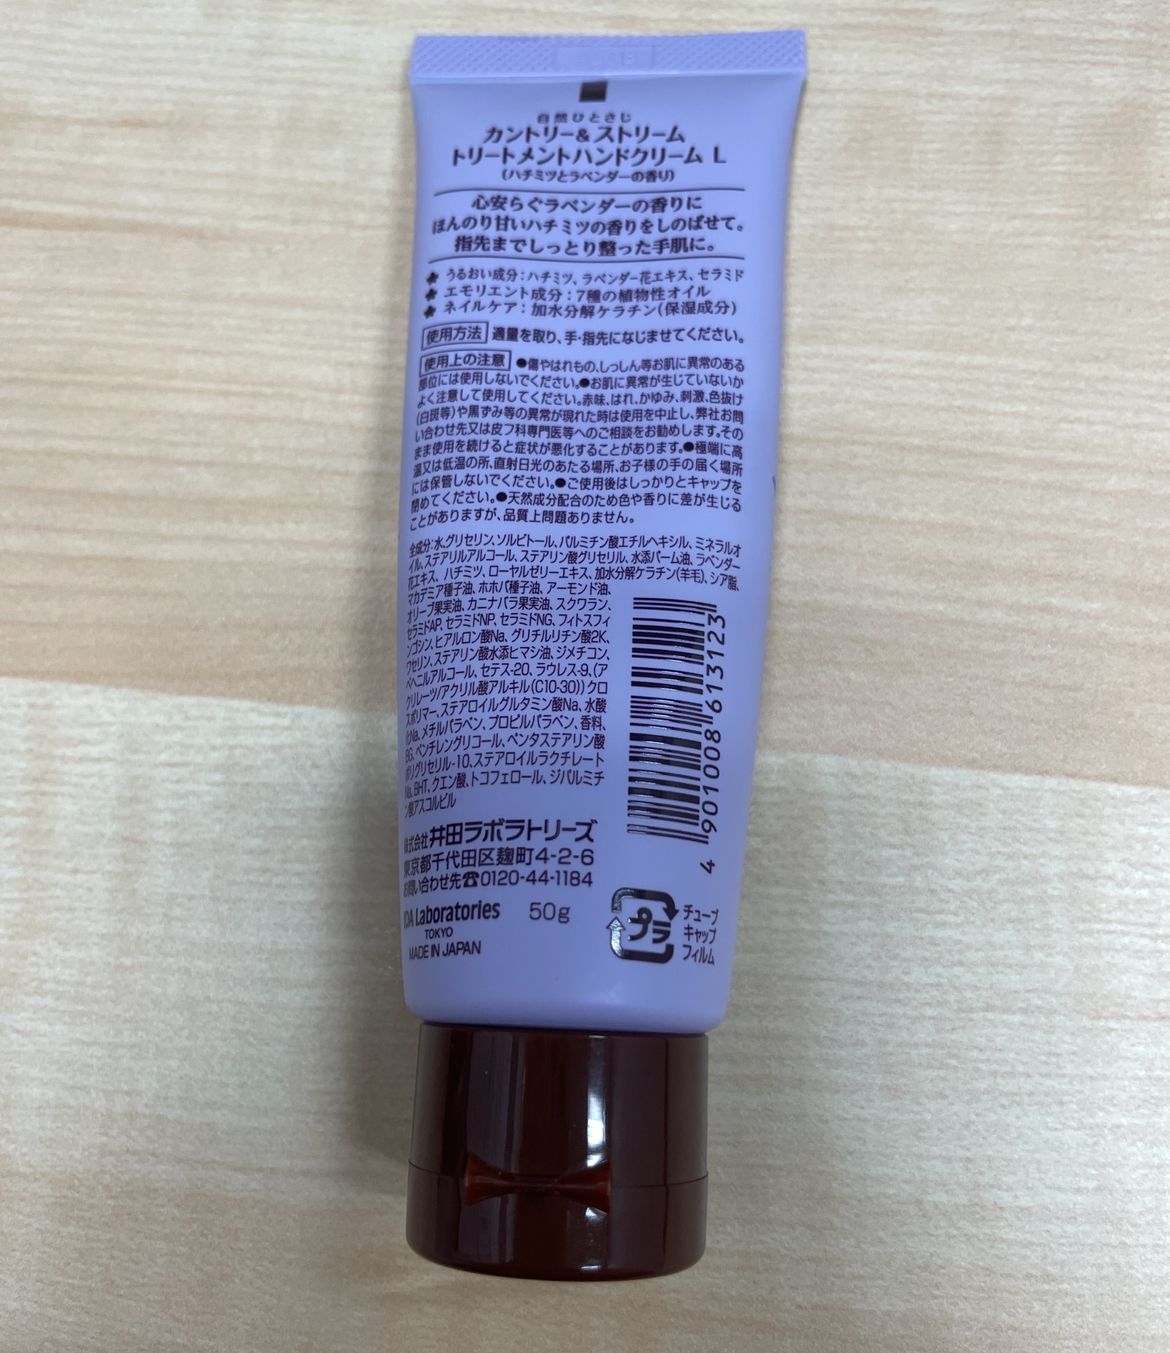 自然ひとさじ
カントリー&ストリーム
トリートメントハンドクリーム L
(ハチミツとラベンダーの香り)
心安らぐラベンダーの香りに
ほんのり甘いハチミツの香りをしのばせて。
指先までしっとり整った手肌に。
うるおい成分:ハチミツ、ラベンダー花エキス、セラミド
エモリエント成分:7種の植物性オイル
ネイルケア:加水分解ケラチン(保湿成分)
使用方法 適量を取り、手・指先になじませてください。
使用上の注意 ●傷やはれもの、しっしん等お肌に異常のある
部位には使用しないでください。●お肌に異常が生じていないか
よく注意して使用してください。赤味、はれ、かゆみ、刺激、色抜け
(白斑等)や黒ずみ等の異常が現れた時は使用を中止し、弊社お問
い合わせ先又は皮フ科専門医等へのご相談をお勧めします。その
まま使用を続けると症状が悪化することがあります。●極端に高
温又は低温の所、直射日光のあたる場所、お子様の手の届く場所
には保管しないでください。●ご使用後はしっかりとキャップを
閉めてください。●天然成分配合のため色や香りに差が生じる
ことがありますが、品質上問題ありません。
全成分:水、グリセリン、ソルビトール、パルミチン酸エチルヘキシル、ミネラルオ
イル、ステアリルアルコール、ステアリン酸グリセリル、水添パーム油、ラベンダー
花エキス、ハチミツ、ローヤルゼリーエキス、加水分解ケラチン(羊毛)、シア脂、
マカデミア種子油、ホホバ種子油、アーモンド油、
オリーブ果実油、カニナバラ果実油、スクワラン、
セラミドAP、セラミドNP、セラミドNG、フィトスフィ
ンゴシン、ヒアルロン酸Na、グリチルリチン酸2K、
ワセリン、ステアリン酸水添ヒマシ油、ジメチコン、
ベヘニルアルコール、セテス-20、ラウレス-9、(ア
クリレーツ/アクリル酸アルキル(C10-30))クロ
スポリマー、ステアロイルグルタミン酸Na、水酸
化Na、メチルパラベン、プロピルパラベン、香料、
BG、ペンチレングリコール、ペンタステアリン酸
ポリグリセリル-10、ステアロイルラクチレート
Na、BHT、クエン酸、トコフェロール、ジパルミチ
ン酸アスコルビル
4 901008 613123
株式会社 井田ラボラトリーズ
東京都千代田区麹町4-2-6
お問い合わせ先☎0120-44-1184
IDA Laboratories 50g
TOKYO
MADE IN JAPAN
プラ
チューブ
キャップ
フィルム